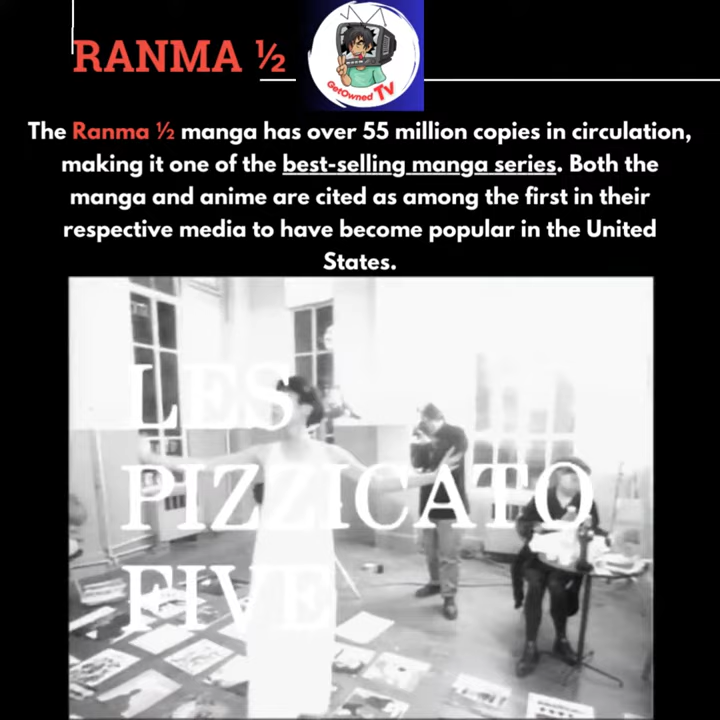 RANMA ½
GetOwned TV
The Ranma ½ manga has over 55 million copies in circulation,
making it one of the best-selling manga series. Both the
manga and anime are cited as among the first in their
respective media to have become popular in the United
States.
LES
PIZZICATO
FIVE